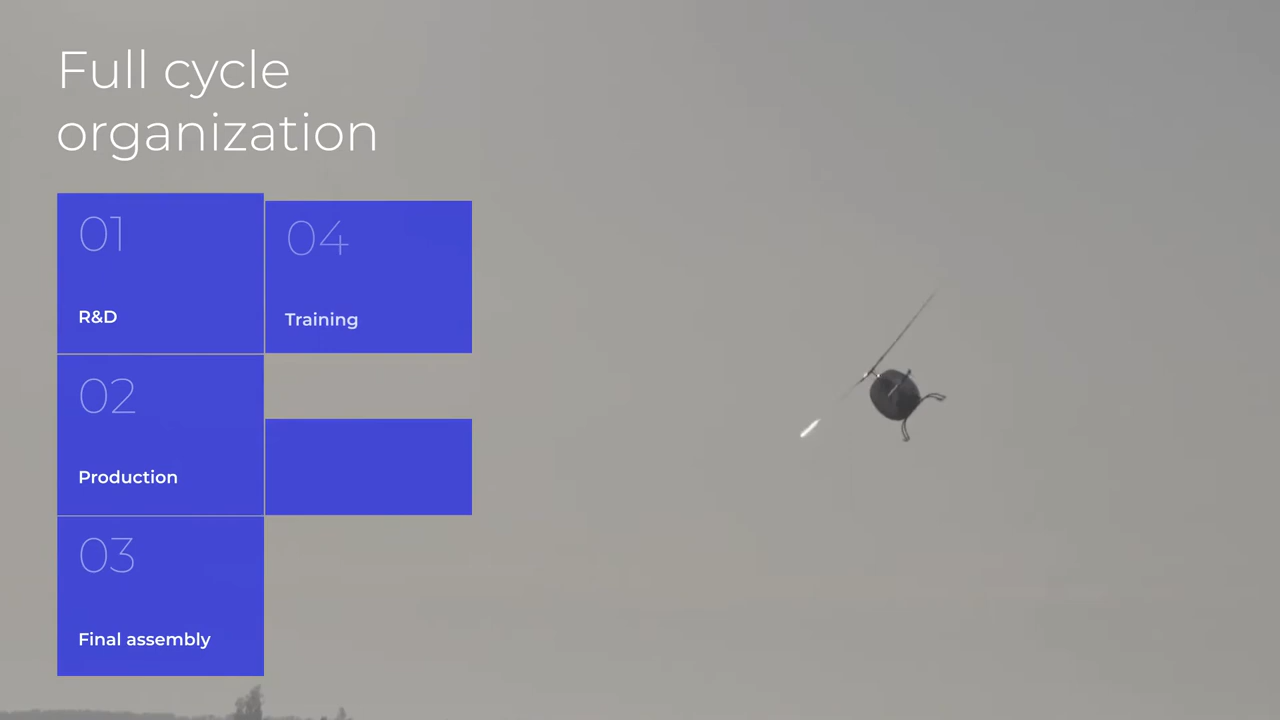 Full cycle
organization
01
R&D
02
Production
03
Final assembly
04
Training